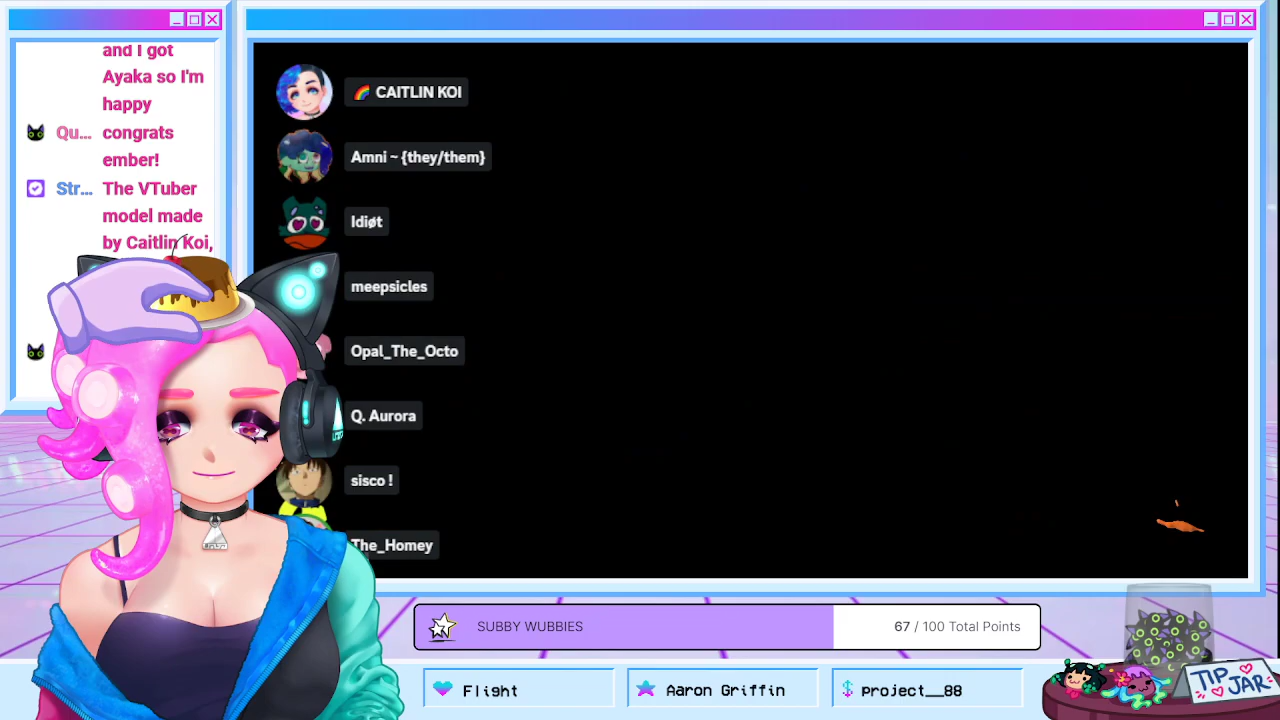 and I got
Ayaka so I'm
happy
Qu... congrats
ember!
Str... The VTuber
model made
by Caitlin Koi,
🌈 CAITLIN KOI
Amni ~ {they/them}
Idiøt
meepsicles
Opal_The_Octo
Q. Aurora
sisco !
The_Homey
SUBBY WUBBIES
67 / 100 Total Points
Flight
Aaron Griffin
project__88
TIP
JAR